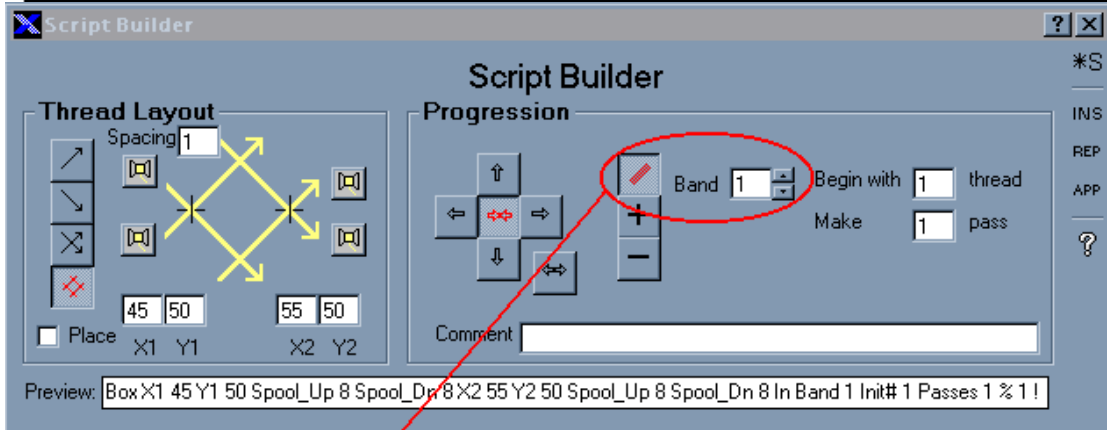 Script Builder
Script Builder
*S
INS
REP
APP
?
Thread Layout
Spacing 1
45 50 55 50
Place X1 Y1 X2 Y2
Progression
Band 1
Begin with 1 thread
Make 1 pass
Comment
Preview: Box X1 45 Y1 50 Spool_Up 8 Spool_Dn 8 X2 55 Y2 50 Spool_Up 8 Spool_Dn 8 In Band 1 Init# 1 Passes 1 % 1 !